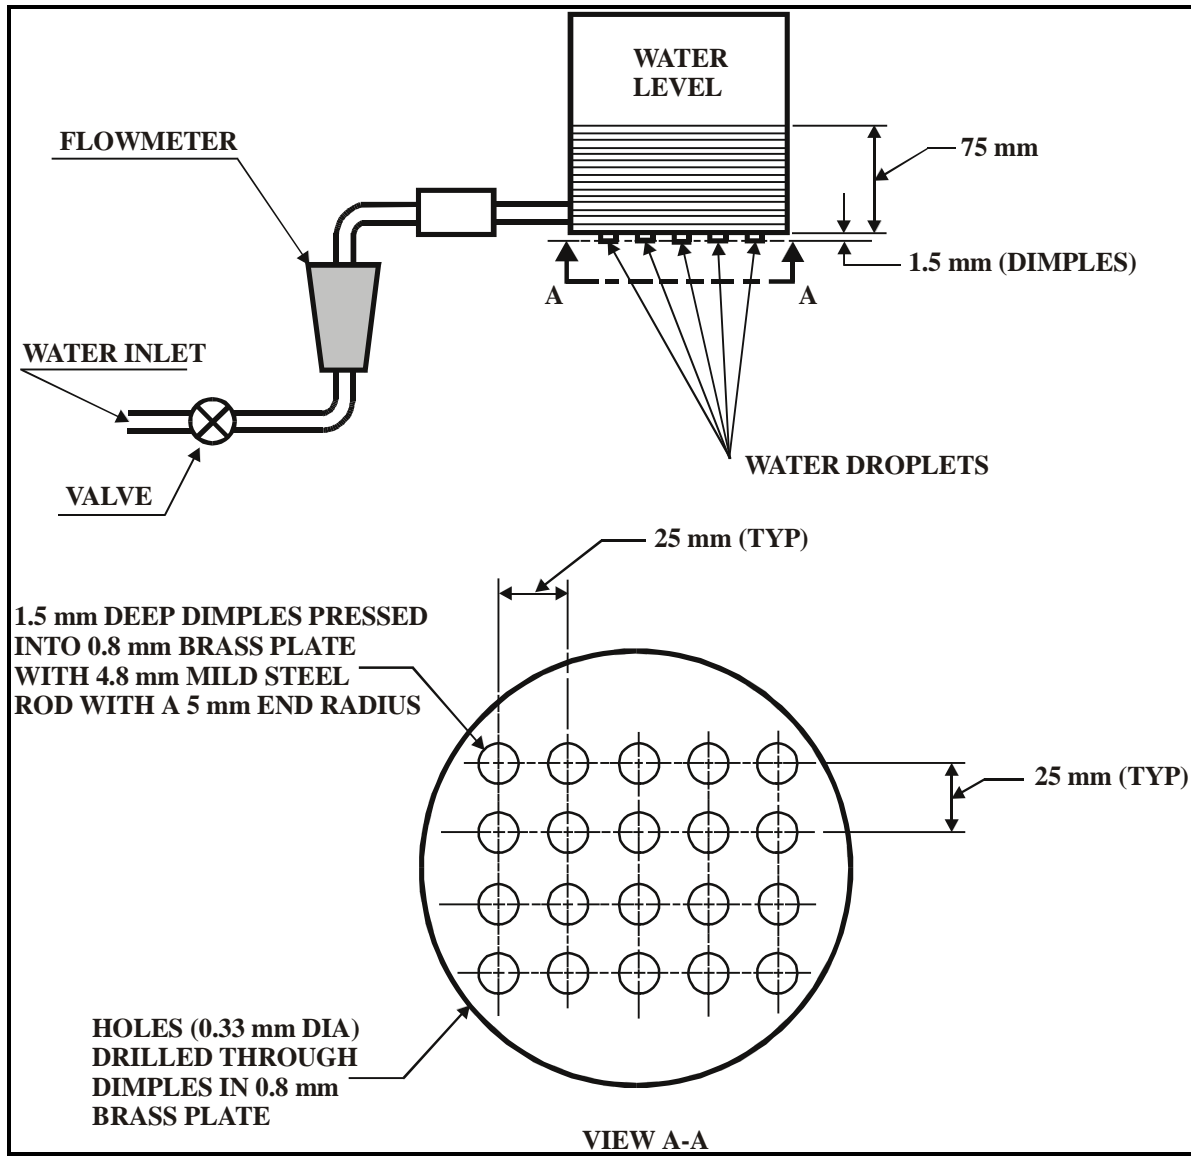 WATER
LEVEL
FLOWMETER
75 mm
1.5 mm (DIMPLES)
A
A
WATER INLET
WATER DROPLETS
VALVE
25 mm (TYP)
1.5 mm DEEP DIMPLES PRESSED
INTO 0.8 mm BRASS PLATE
WITH 4.8 mm MILD STEEL
ROD WITH A 5 mm END RADIUS
25 mm (TYP)
HOLES (0.33 mm DIA)
DRILLED THROUGH
DIMPLES IN 0.8 mm
BRASS PLATE
VIEW A-A